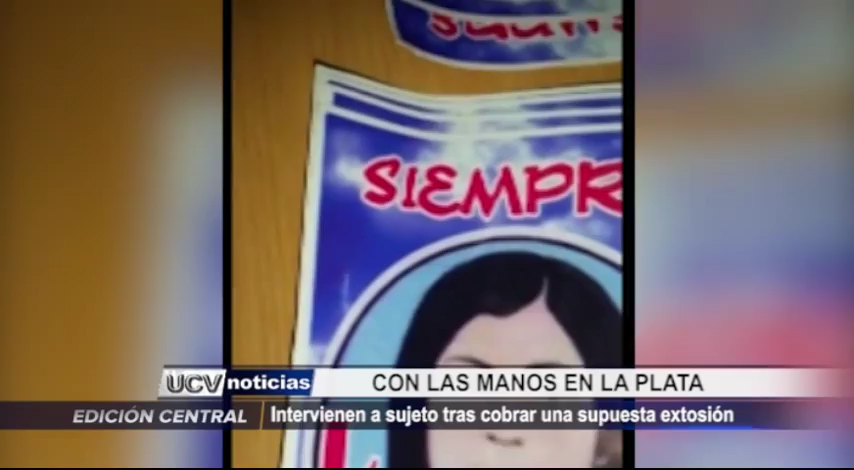 SIEMPR
UCV noticias
CON LAS MANOS EN LA PLATA
EDICIÓN CENTRAL
Intervienen a sujeto tras cobrar una supuesta extosión